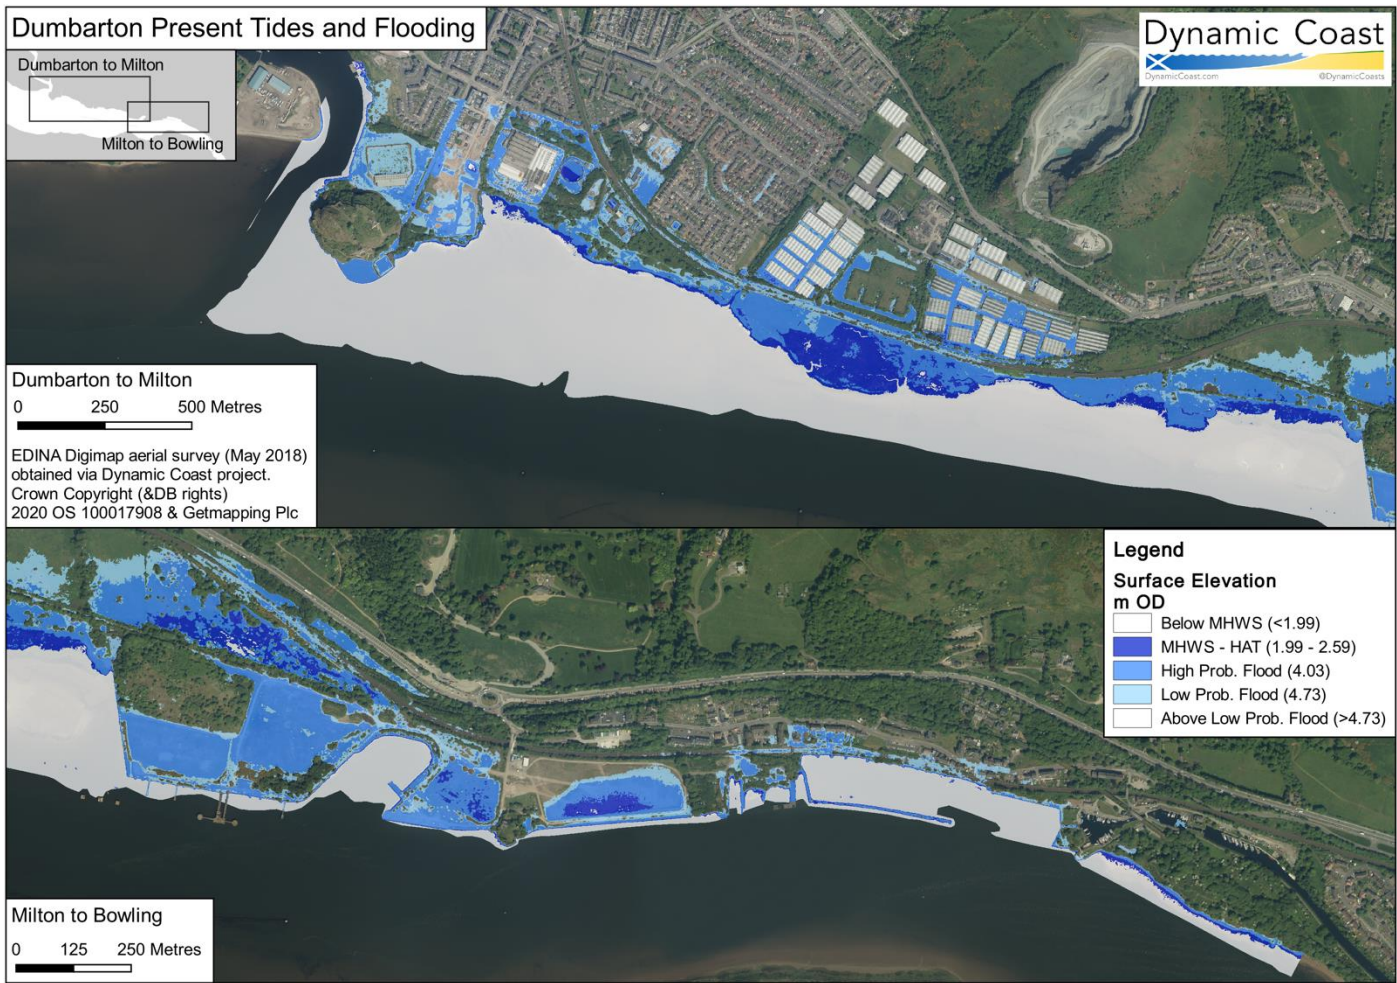 Dumbarton Present Tides and Flooding
Dumbarton to Milton
Milton to Bowling
Dynamic Coast
DynamicCoast.com
@DynamicCoasts
Dumbarton to Milton
0 250 500 Metres
EDINA Digimap aerial survey (May 2018)
obtained via Dynamic Coast project.
Crown Copyright (&DB rights)
2020 OS 100017908 & Getmapping Plc
Legend
Surface Elevation
m OD
Below MHWS (<1.99)
MHWS - HAT (1.99 - 2.59)
High Prob. Flood (4.03)
Low Prob. Flood (4.73)
Above Low Prob. Flood (>4.73)
Milton to Bowling
0 125 250 Metres